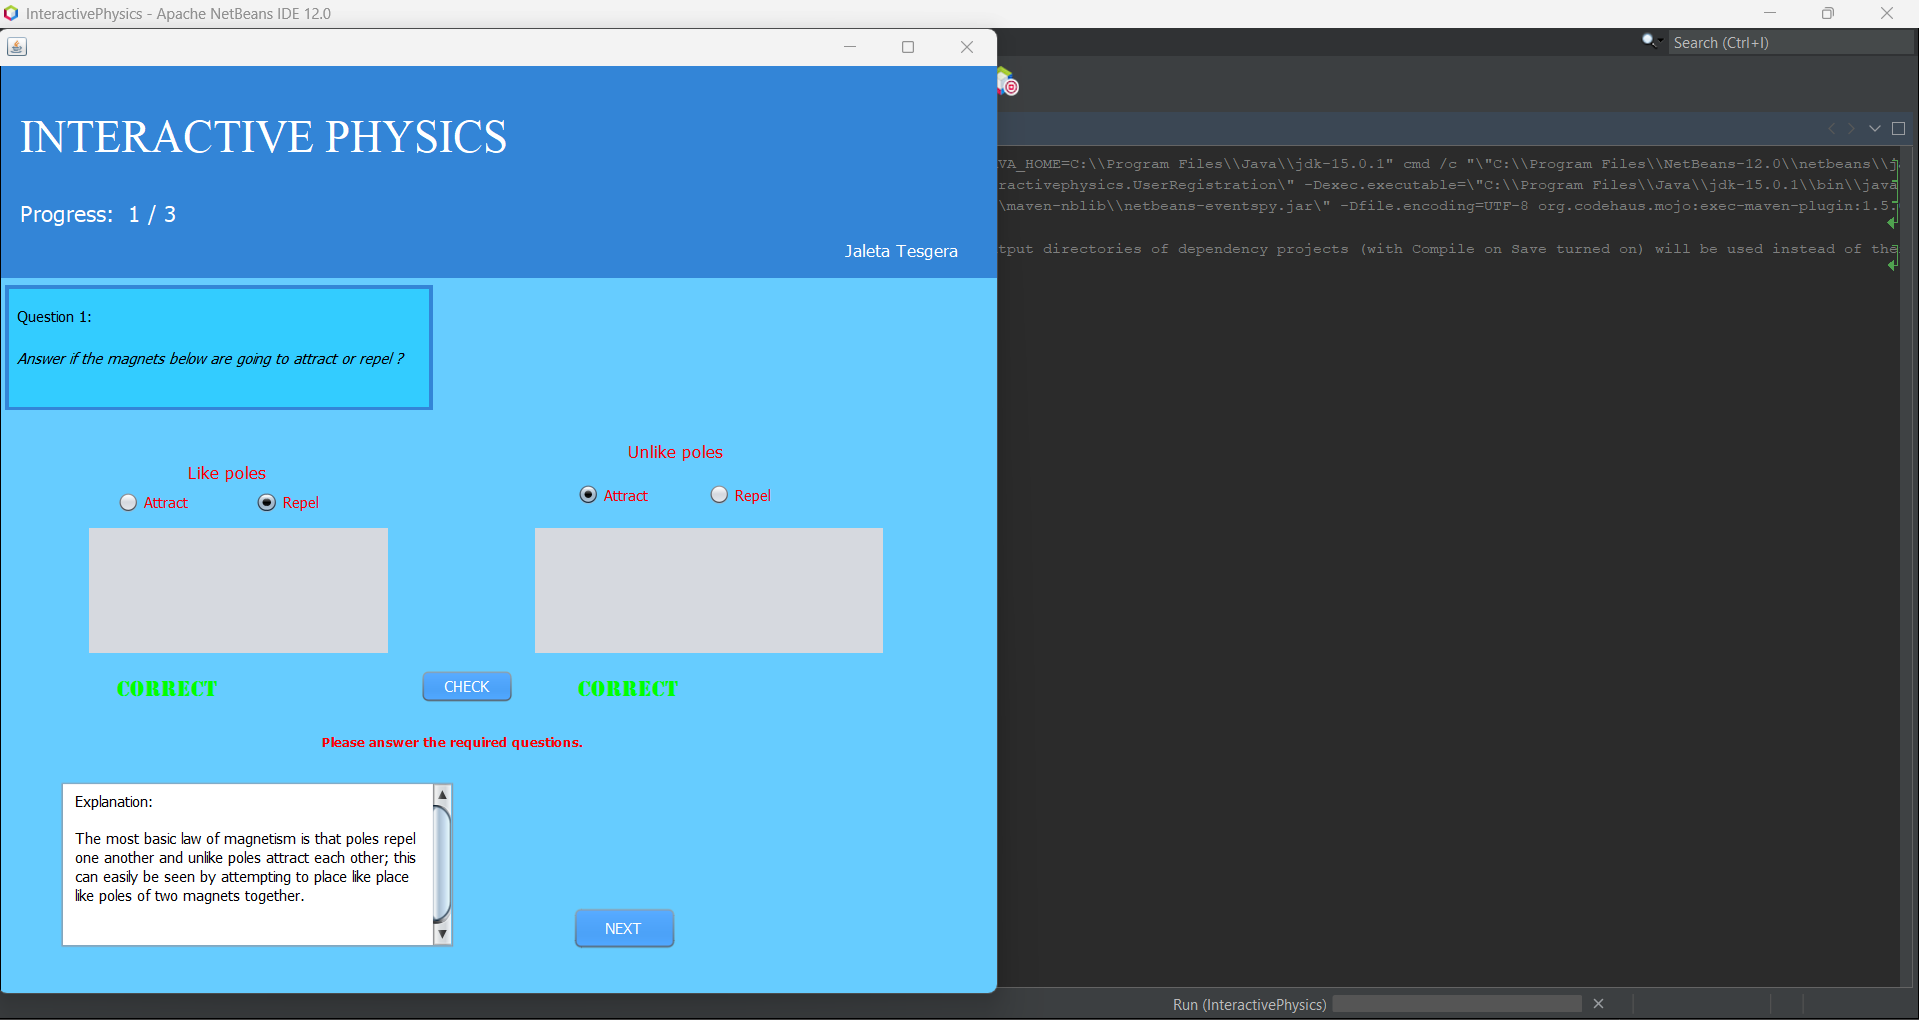 InteractivePhysics - Apache NetBeans IDE 12.0
Search (Ctrl+I)
INTERACTIVE PHYSICS
Progress: 1 / 3
Jaleta Tesgera
VA_HOME=C:\\Program Files\\Java\\jdk-15.0.1" cmd /c "\"C:\\Program Files\\NetBeans-12.0\\netbeans\\j
ractivephysics.UserRegistration\" -Dexec.executable=\"C:\\Program Files\\Java\\jdk-15.0.1\\bin\\java
\maven-nblib\\netbeans-eventspy.jar\" -Dfile.encoding=UTF-8 org.codehaus.mojo:exec-maven-plugin:1.5.
tput directories of dependency projects (with Compile on Save turned on) will be used instead of the
Question 1:
Answer if the magnets below are going to attract or repel ?
Like poles
Attract Repel
Unlike poles
Attract Repel
CORRECT
CHECK
CORRECT
Please answer the required questions.
Explanation:
The most basic law of magnetism is that poles repel
one another and unlike poles attract each other; this
can easily be seen by attempting to place like place
like poles of two magnets together.
NEXT
Run (InteractivePhysics)